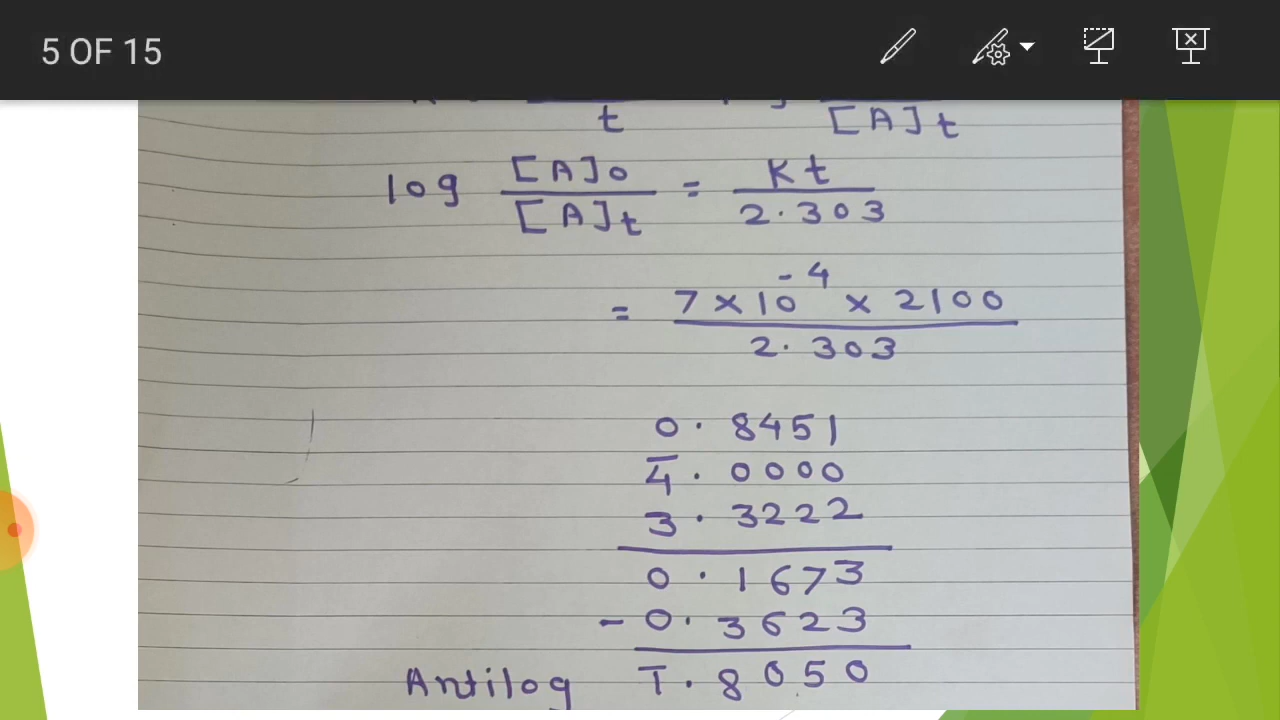 5 OF 15
t [A]t
log [A]0 / [A]t = Kt / 2.303
= 7 × 10⁻⁴ × 2100 / 2.303
0.8451
4̅.0000
3.3222
0.1673
- 0.3623
Antilog 1̅.8050